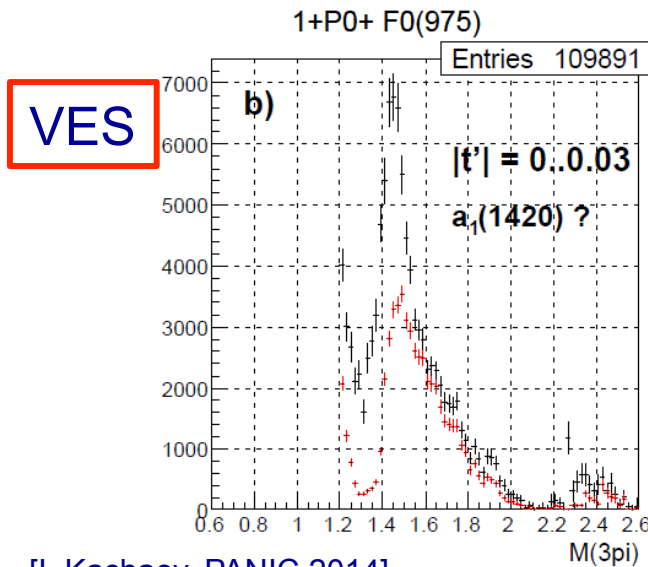 1+P0+ F0(975)
Entries 109891
VES
b)
|t'| = 0..0.03
a1(1420) ?
7000
6000
5000
4000
3000
2000
1000
0
0.6 0.8 1 1.2 1.4 1.6 1.8 2 2.2 2.4 2.6
M(3pi)
PANIC 2014]